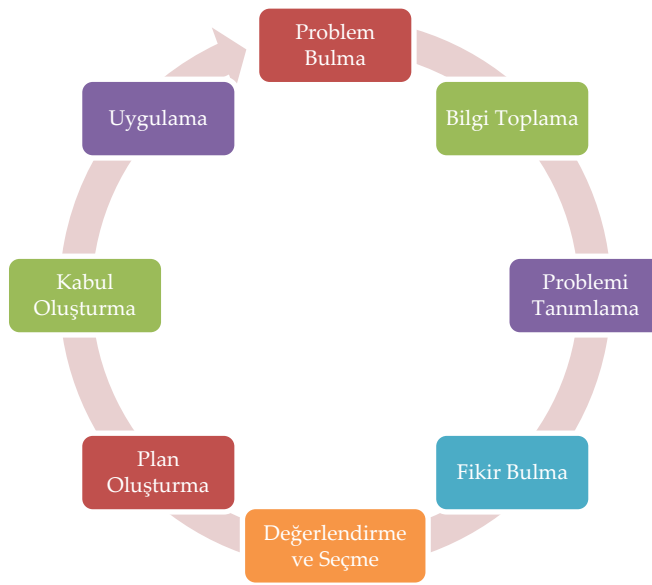 Problem
Bulma
Bilgi Toplama
Problemi
Tanımlama
Fikir Bulma
Değerlendirme
ve Seçme
Plan
Oluşturma
Kabul
Oluşturma
Uygulama